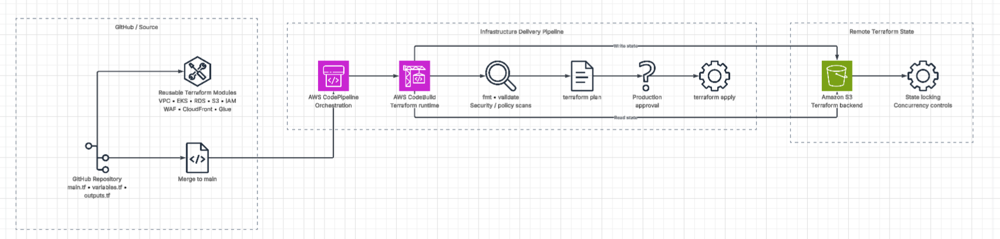 GitHub / Source
Reusable Terraform Modules
VPC • EKS • RDS • S3 • IAM
WAF • CloudFront • Glue
GitHub Repository
main.tf • variables.tf •
outputs.tf
Merge to main
Infrastructure Delivery Pipeline
AWS CodePipeline
Orchestration
AWS CodeBuild
Terraform runtime
fmt • validate
Security / policy scans
terraform plan
Production
approval
terraform apply
Write state
Read state
Remote Terraform State
Amazon S3
Terraform backend
State locking
Concurrency controls